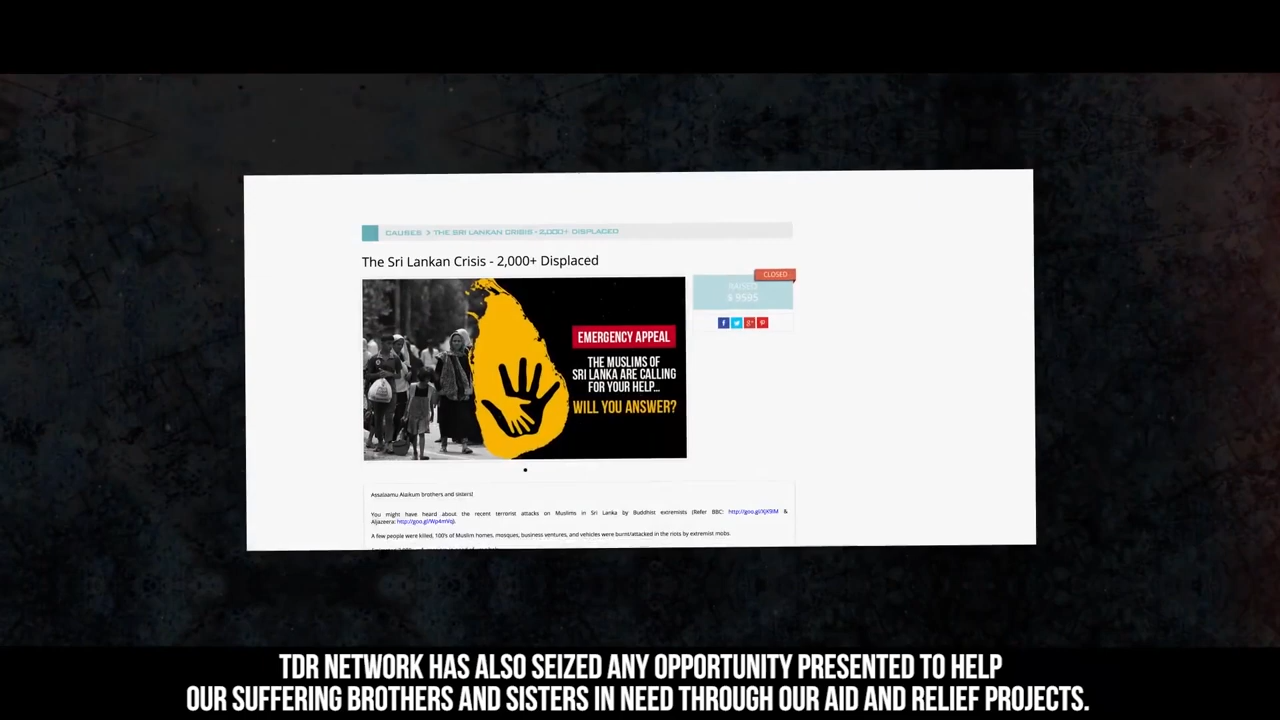 CAUSES > THE SRI LANKAN CRISIS - 2,000+ DISPLACED
The Sri Lankan Crisis - 2,000+ Displaced
CLOSED
RAISED
$ 9595
EMERGENCY APPEAL
THE MUSLIMS OF
SRI LANKA ARE CALLING
FOR YOUR HELP...
WILL YOU ANSWER?
Assalaamu Alaikum brothers and sisters!
You might have heard about the recent terrorist attacks on Muslims in Sri Lanka by Buddhist extremists (Refer BBC: &
Aljazeera:
A few people were killed, 100's of Muslim homes, mosques, business ventures, and vehicles were burnt/attacked in the riots by extremist mobs.
TDR NETWORK HAS ALSO SEIZED ANY OPPORTUNITY PRESENTED TO HELP
OUR SUFFERING BROTHERS AND SISTERS IN NEED THROUGH OUR AID AND RELIEF PROJECTS.